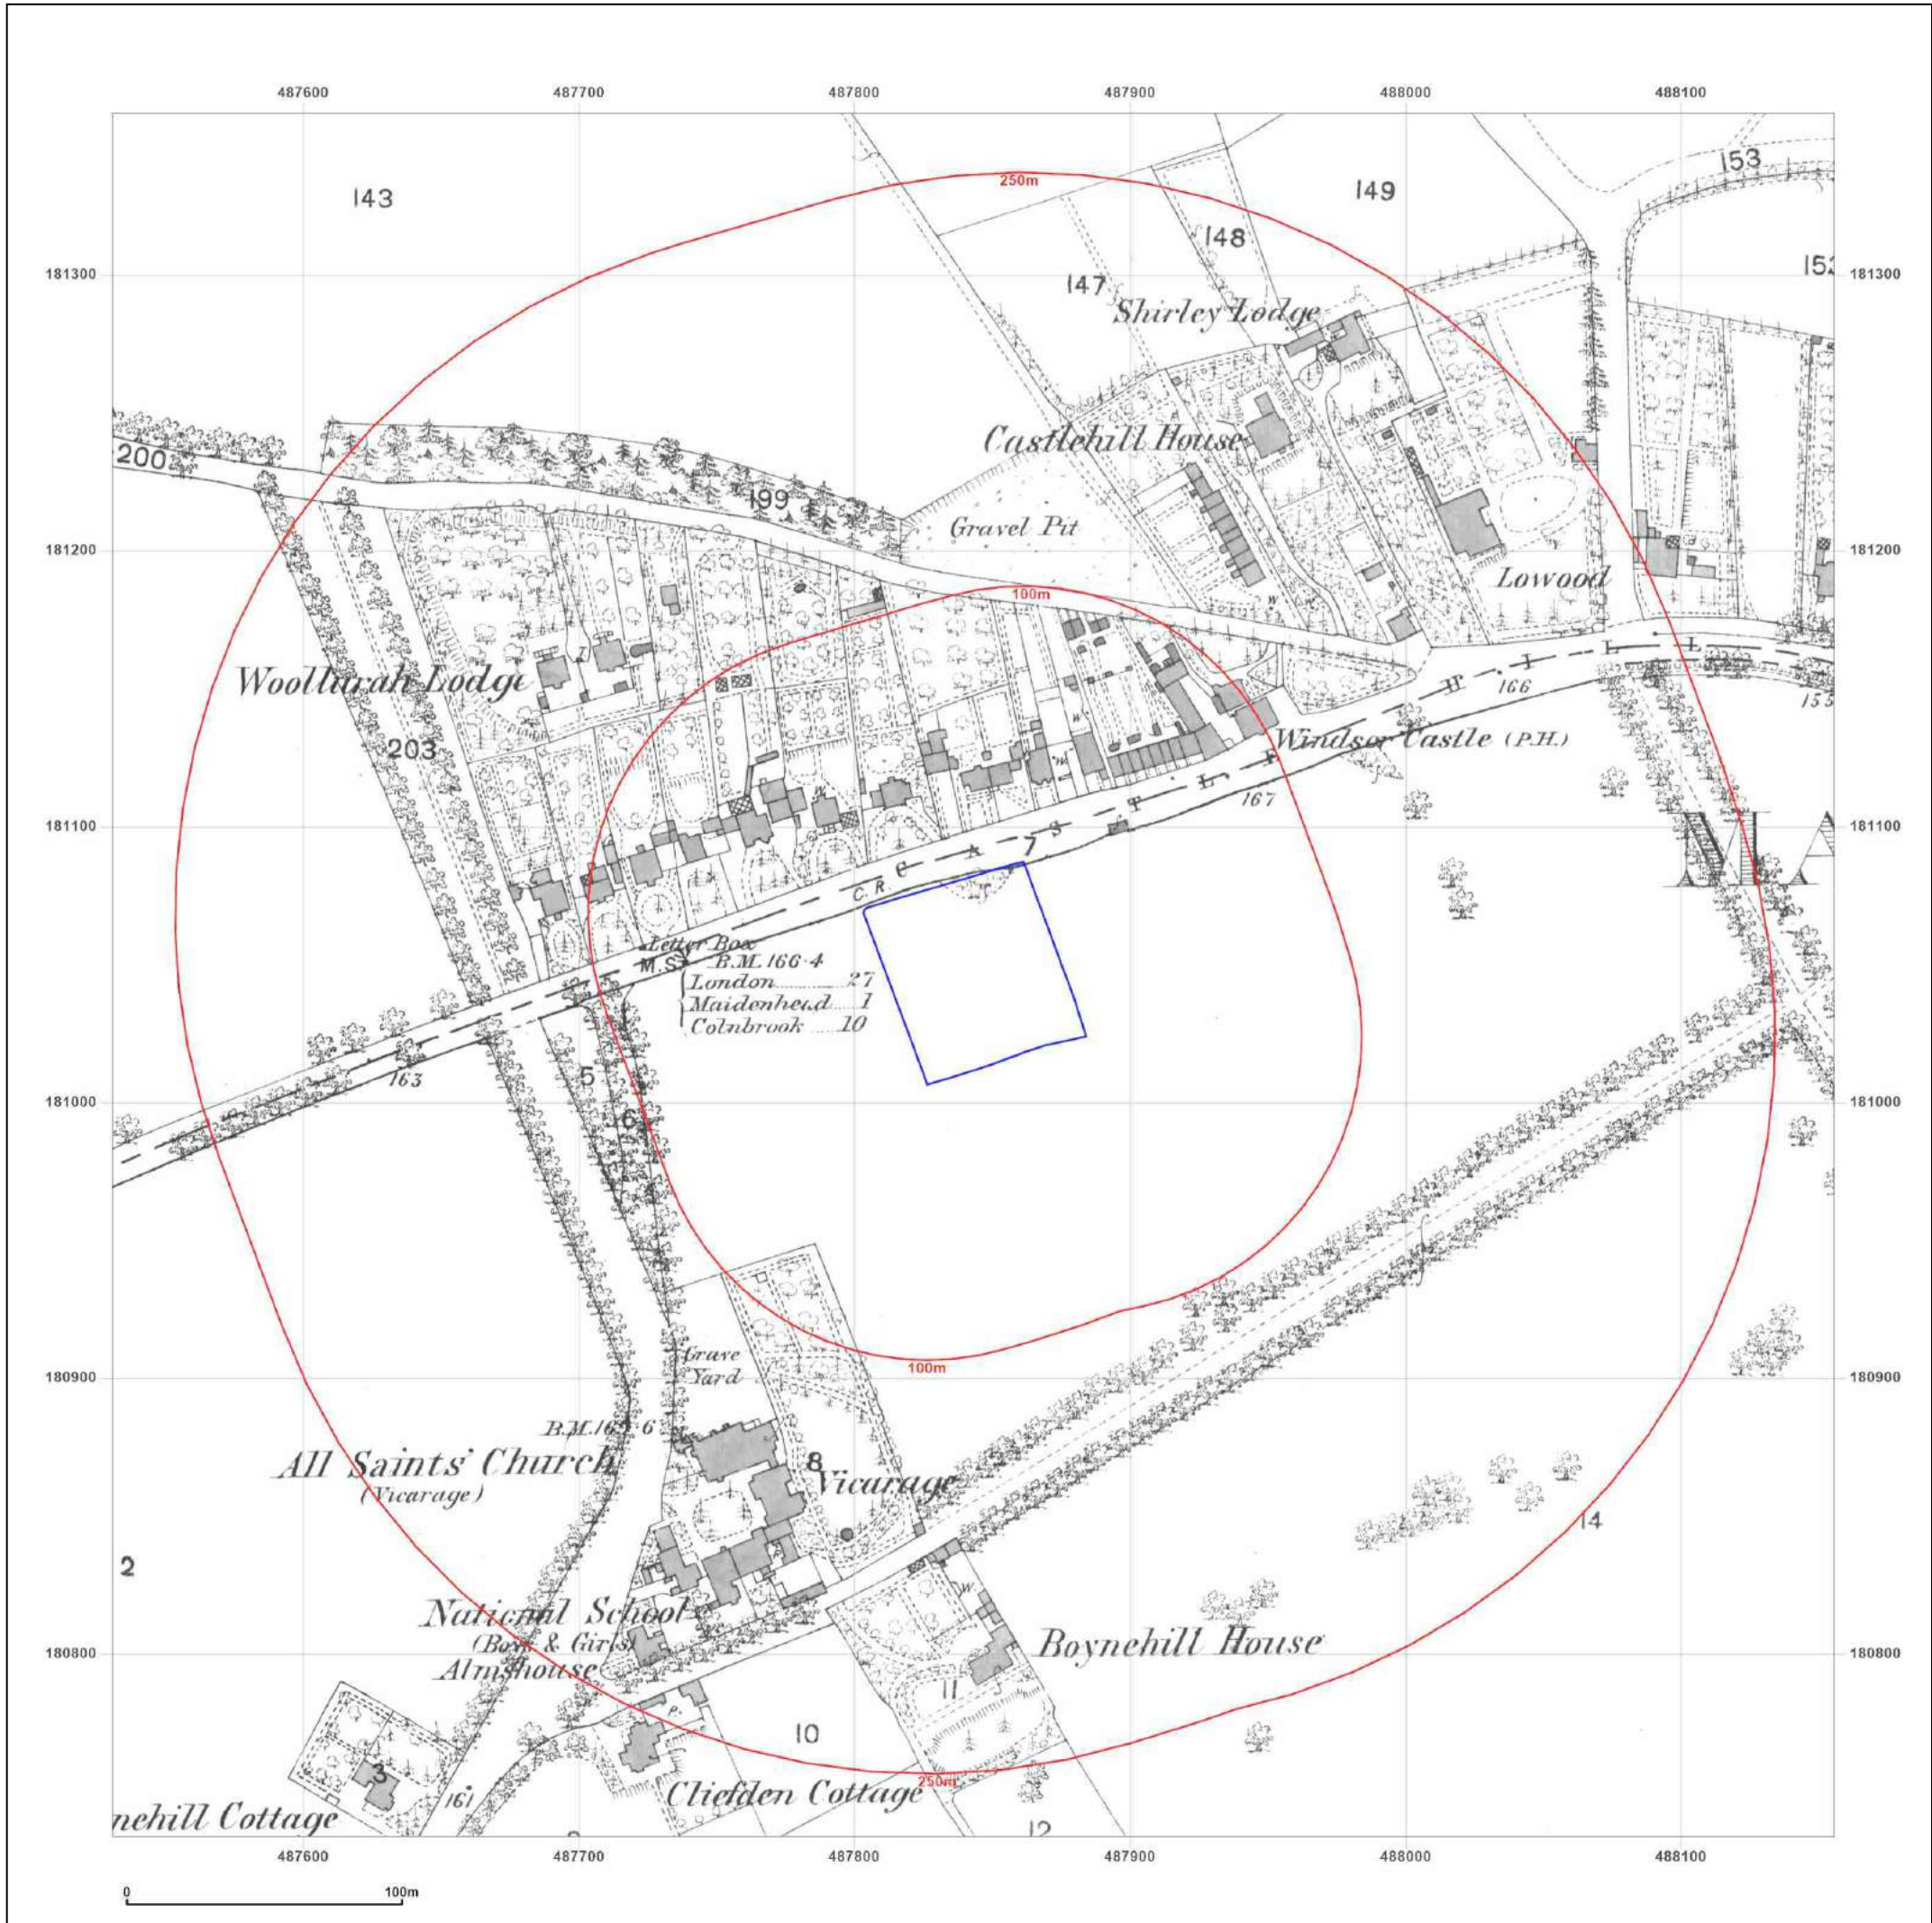 487600 487700 487800 487900 488000 488100
153
143
250m
149
148
181300 181300
147
Shirley Lodge
Castlehill House
200
199
Gravel Pit
181200 181200
Lowood
100m
Woollurah Lodge
203
CASTLE HILL
166
Windsor Castle (P.H.)
167
181100 181100
7
C.R.
Letter Box
M.S. B.M. 166·4
London 27
Maidenhead 1
Colnbrook 10
5
163
181000 181000
6
Grave
Yard
100m
180900 180900
All Saints' Church
(Vicarage)
8
Vicarage
14
2
National School
(Boys & Girls)
Almshouse
Boynehill House
180800 180800
11
P.
10
3
161
250m
Cliefden Cottage
nehill Cottage
12
487600 487700 487800 487900 488000 488100
0 100m